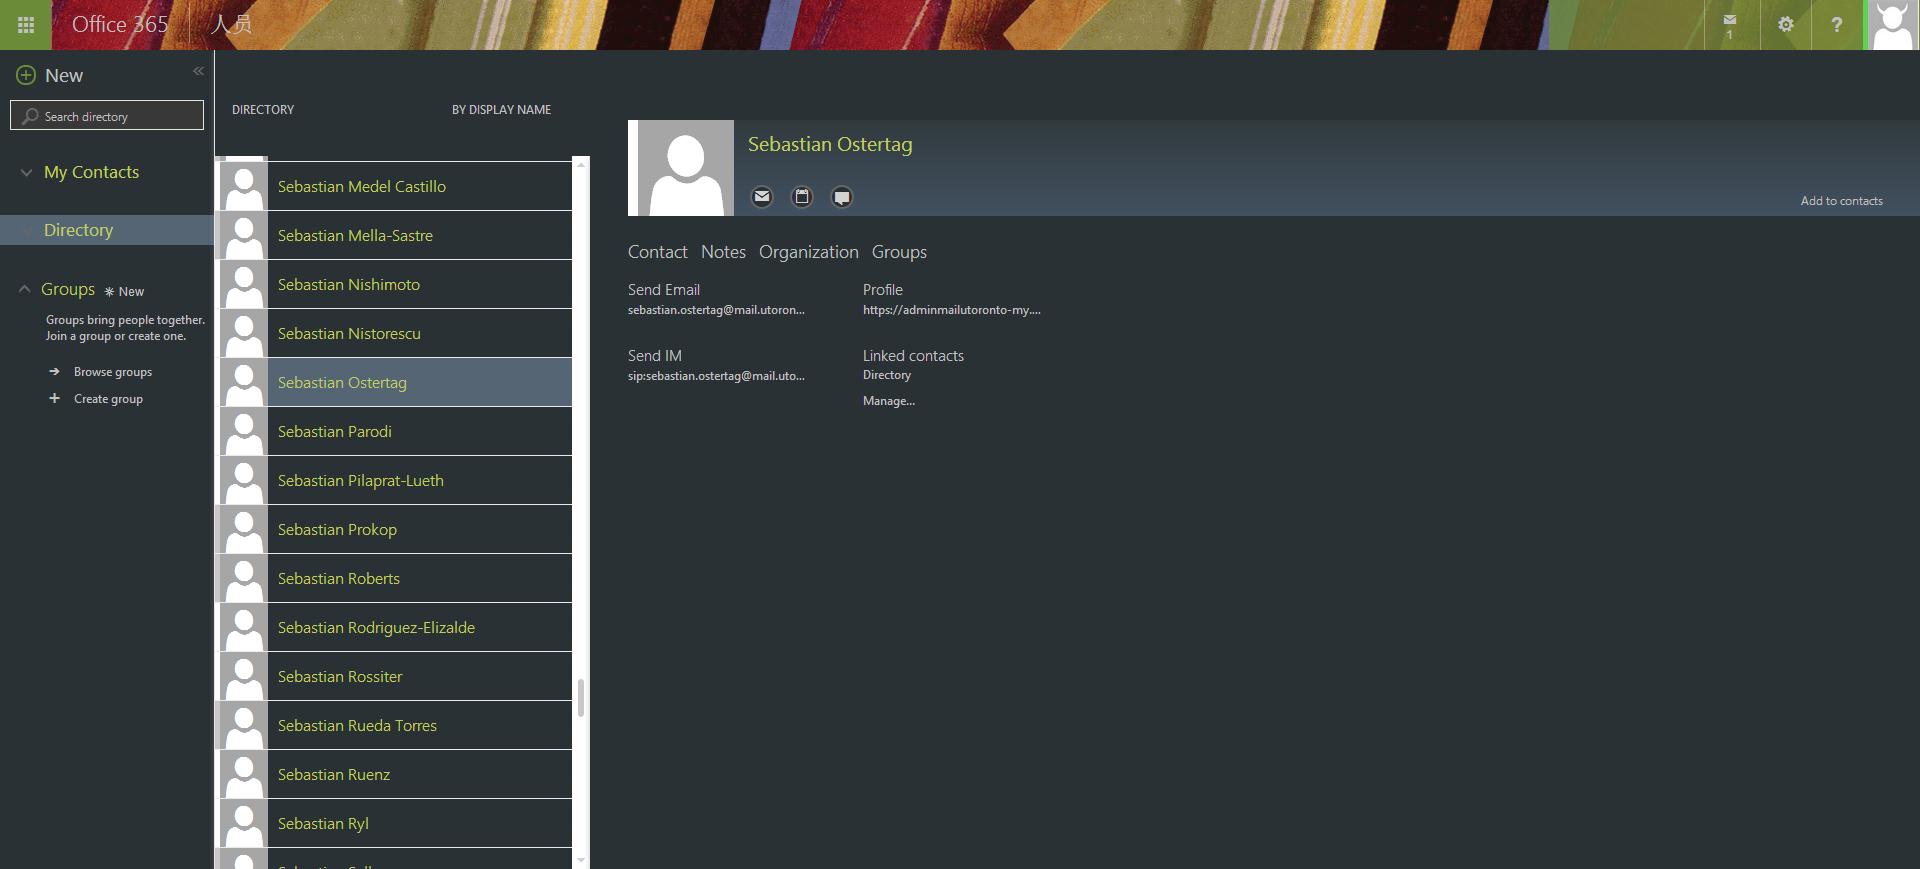 Office 365
人员
1
?
New
«
Search directory
My Contacts
Directory
Groups
New
Groups bring people together.
Join a group or create one.
Browse groups
Create group
DIRECTORY
BY DISPLAY NAME
Sebastian Medel Castillo
Sebastian Mella-Sastre
Sebastian Nishimoto
Sebastian Nistorescu
Sebastian Ostertag
Sebastian Parodi
Sebastian Pilaprat-Lueth
Sebastian Prokop
Sebastian Roberts
Sebastian Rodriguez-Elizalde
Sebastian Rossiter
Sebastian Rueda Torres
Sebastian Ruenz
Sebastian Ryl
Sebastian Ostertag
Add to contacts
Contact Notes Organization Groups
Send Email
sebastian.ostertag@mail.utoron...
Profile
https://adminmailutoronto-my....
Send IM
sip:sebastian.ostertag@mail.uto...
Linked contacts
Directory
Manage...